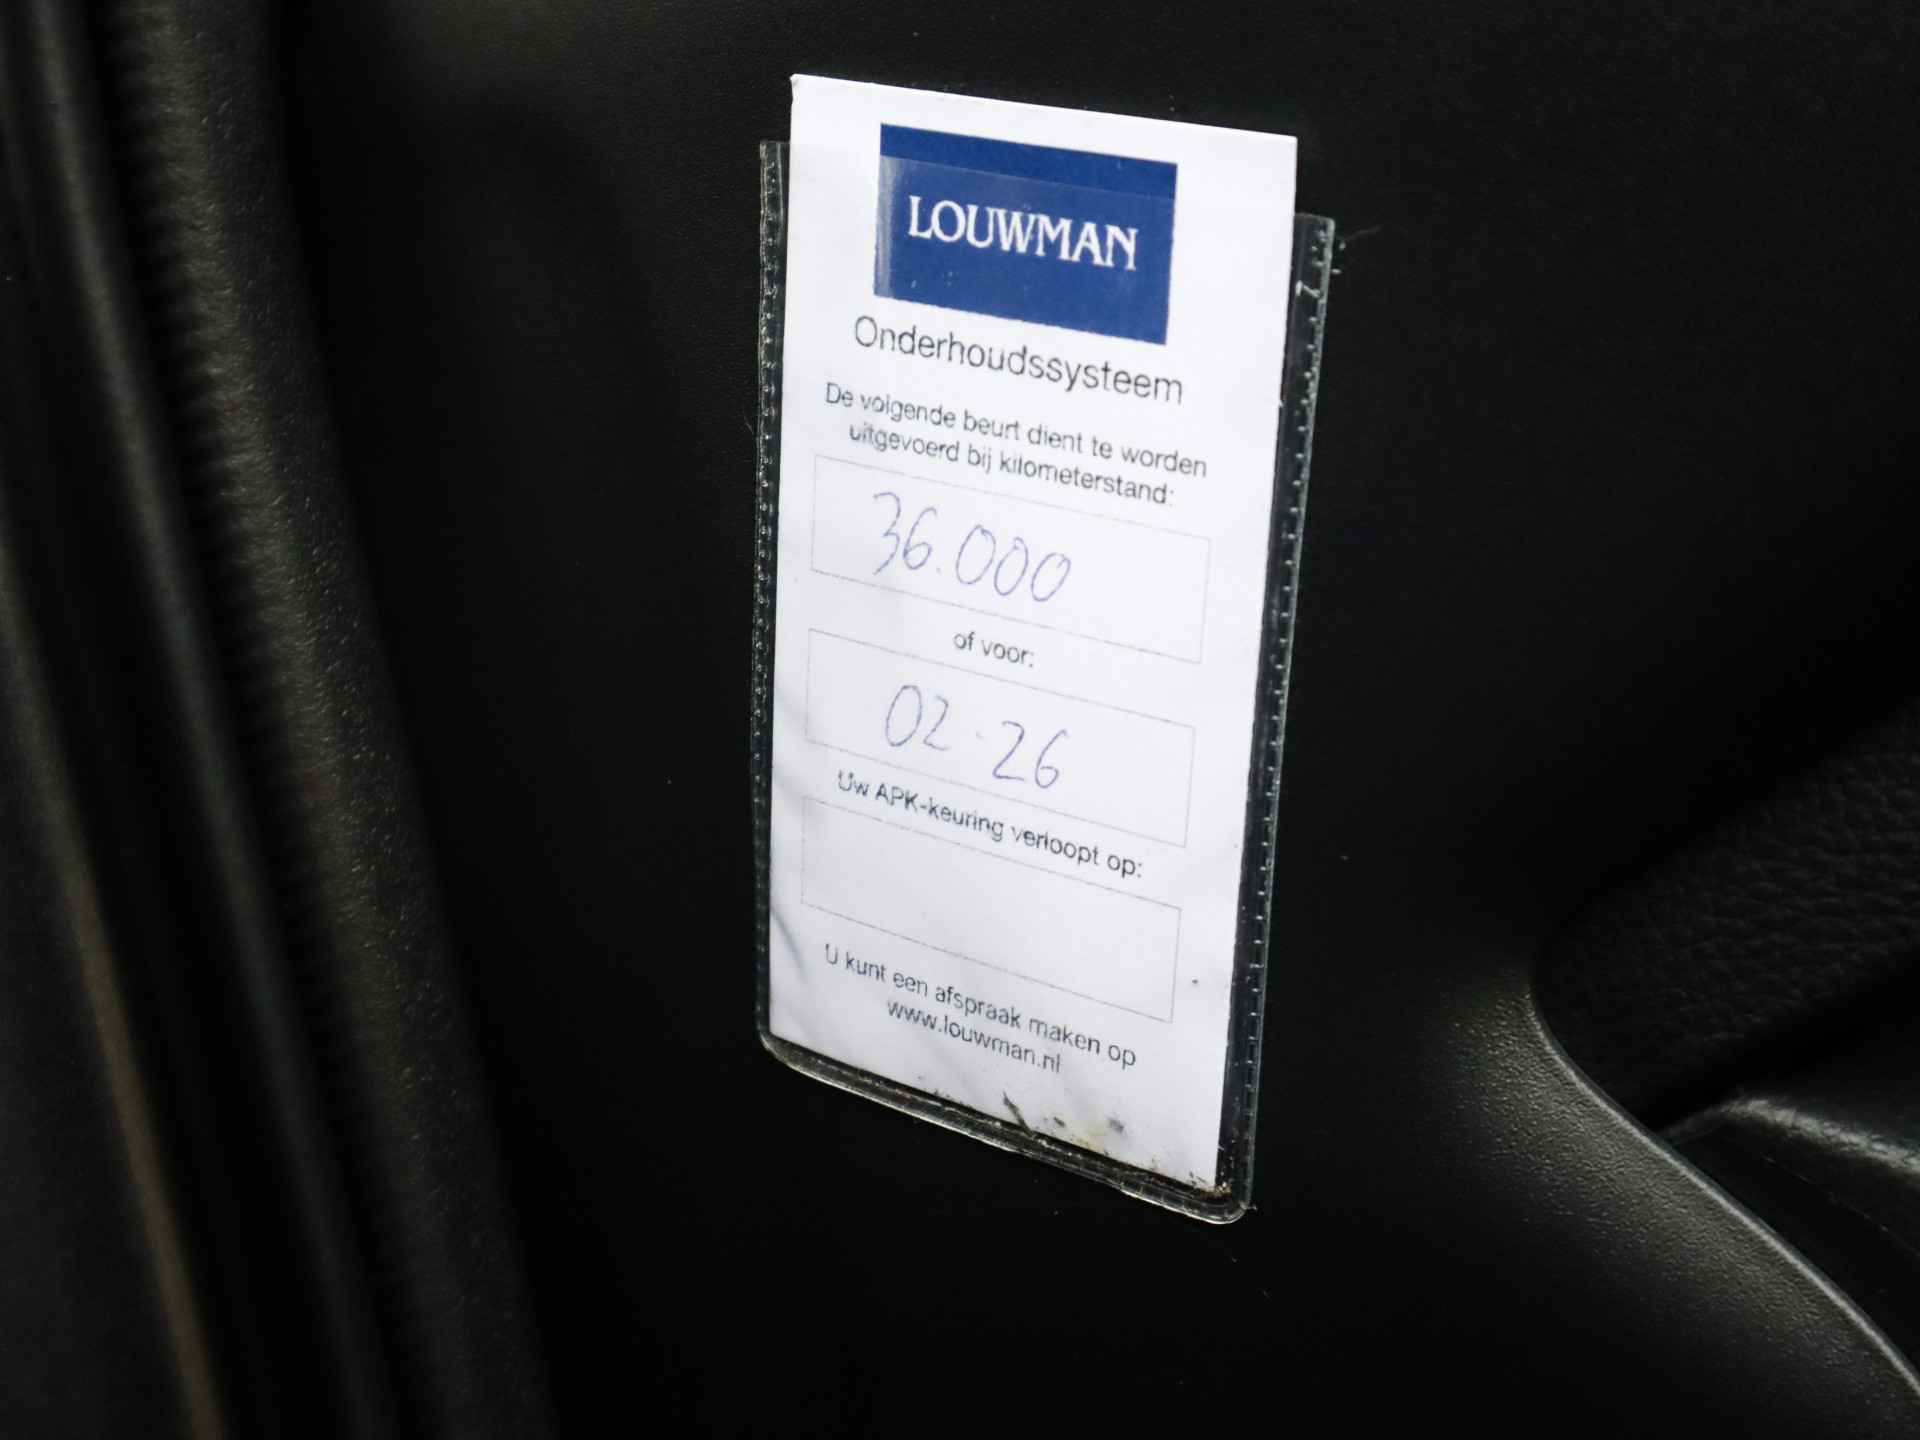 LOUWMAN
Onderhoudssysteem
De volgende beurt dient te worden
uitgevoerd bij kilometerstand:
36.000
of voor:
02-26
Uw APK-keuring verloopt op:
U kunt een afspraak maken op
www.louwman.nl